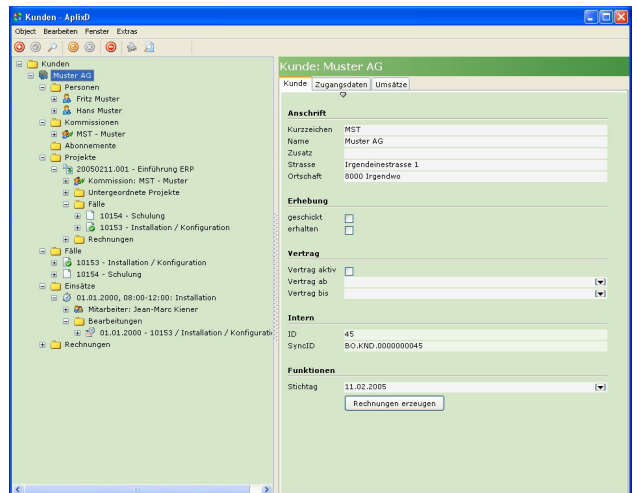 Kunden - AplixD
Object Bearbeiten Fenster Extras
Kunden
Muster AG
Personen
Fritz Muster
Hans Muster
Kommissionen
MST - Muster
Abonnemente
Projekte
20050211.001 - Einführung ERP
Kommission: MST - Muster
Untergeordnete Projekte
Fälle
10154 - Schulung
10153 - Installation / Konfiguration
Rechnungen
Fälle
10153 - Installation / Konfiguration
10154 - Schulung
Einsätze
01.01.2000, 08:00-12:00: Installation
Mitarbeiter: Jean-Marc Kiener
Bearbeitungen
01.01.2000 - 10153 / Installation / Konfigurati
Rechnungen
Kunde: Muster AG
Kunde Zugangsdaten Umsätze
Anschrift
Kurzzeichen MST
Name Muster AG
Zusatz
Strasse Irgendeinestrasse 1
Ortschaft 8000 Irgendwo
Erhebung
geschickt
erhalten
Vertrag
Vertrag aktiv
Vertrag ab
Vertrag bis
Intern
ID 45
SyncID BO.KND.0000000045
Funktionen
Stichtag 11.02.2005
Rechnungen erzeugen